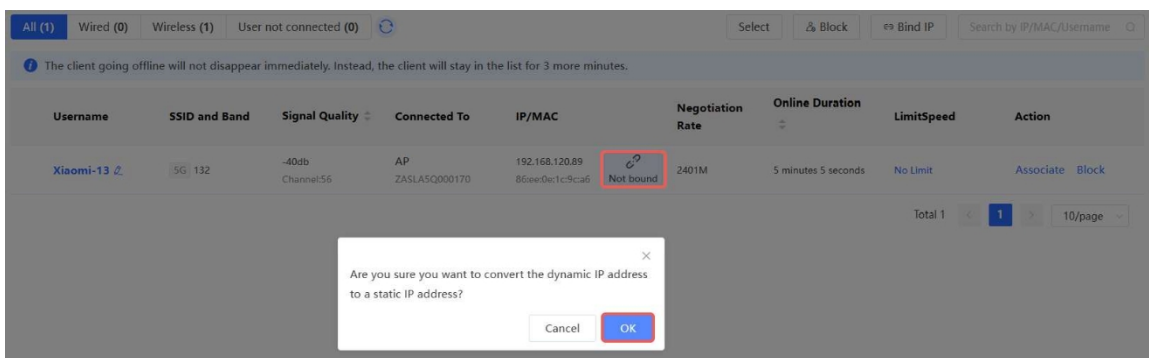 All (1) Wired (0) Wireless (1) User not connected (0) Select Block Bind IP Search by IP/MAC/Username
The client going offline will not disappear immediately. Instead, the client will stay in the list for 3 more minutes.
Username SSID and Band Signal Quality Connected To IP/MAC Negotiation Rate Online Duration LimitSpeed Action
Xiaomi-13 5G 132 -40db AP 192.168.120.89 Not bound 2401M 5 minutes 5 seconds No Limit Associate Block
Channel:56 ZASLA5Q000170 86:ee:0e:1c:9c:a6
Total 1 < 1 > 10/page
Are you sure you want to convert the dynamic IP address
to a static IP address?
Cancel OK